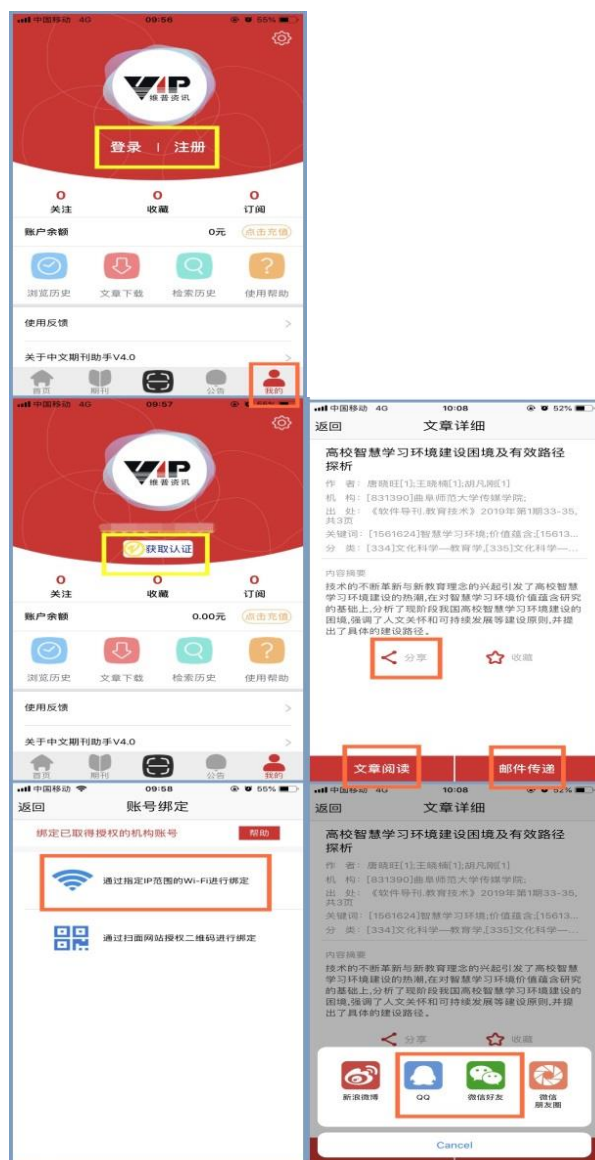 中国移动 4G 09:56 55%
VIP
维普资讯
登录 | 注册
0 0 0
关注 收藏 订阅
账户余额 0元 点击充值
浏览历史 文章下载 检索历史 使用帮助
使用反馈
关于中文期刊助手V4.0
首页 期刊 公告 我的
中国移动 4G 09:57
VIP
维普资讯
获取认证
0 0 0
关注 收藏 订阅
账户余额 0.00元 点击充值
浏览历史 文章下载 检索历史 使用帮助
使用反馈
关于中文期刊助手V4.0
首页 期刊 公告 我的
中国移动 4G 10:08 52%
返回 文章详细
高校智慧学习环境建设困境及有效路径
探析
作 者: 唐晓旺[1];王晓楠[1];胡凡刚[1]
机 构: [831390]曲阜师范大学传媒学院;
出 处: 《软件导刊.教育技术》2019年第1期33-35,
共3页
关键词: [1561624]智慧学习环境;价值蕴含;[15613...
分 类: [334]文化科学—教育学,[335]文化科学—...
内容摘要
技术的不断革新与新教育理念的兴起引发了高校智慧
学习环境建设的热潮,在对智慧学习环境价值蕴含研究
的基础上,分析了现阶段我国高校智慧学习环境建设的
困境,强调了人文关怀和可持续发展等建设原则,并提
出了具体的建设路径。
分享 收藏
文章阅读 邮件传递
中国移动 09:58 55%
返回 账号绑定
绑定已取得授权的机构账号 帮助
通过指定IP范围的Wi-Fi进行绑定
通过扫面网站授权二维码进行绑定
中国移动 4G 10:08 52%
返回 文章详细
高校智慧学习环境建设困境及有效路径
探析
作 者: 唐晓旺[1];王晓楠[1];胡凡刚[1]
机 构: [831390]曲阜师范大学传媒学院;
出 处: 《软件导刊.教育技术》2019年第1期33-35,
共3页
关键词: [1561624]智慧学习环境;价值蕴含;[15613...
分 类: [334]文化科学—教育学,[335]文化科学—...
内容摘要
技术的不断革新与新教育理念的兴起引发了高校智慧
学习环境建设的热潮,在对智慧学习环境价值蕴含研究
的基础上,分析了现阶段我国高校智慧学习环境建设的
困境,强调了人文关怀和可持续发展等建设原则,并提
出了具体的建设路径。
分享 收藏
新浪微博 QQ 微信好友 微信
朋友圈
Cancel